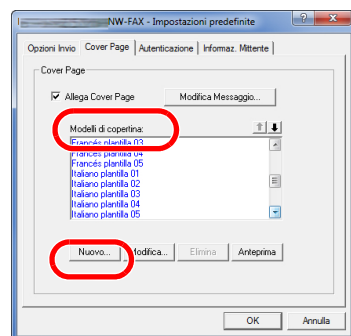 NW-FAX - Impostazioni predefinite
Opzioni Invio Cover Page Autenticazione Informaz. Mittente
Cover Page
Allega Cover Page Modifica Messaggio...
Modelli di copertina:
Francés plantilla 03
Francés plantilla 04
Francés plantilla 05
Italiano plantilla 01
Italiano plantilla 02
Italiano plantilla 03
Italiano plantilla 04
Italiano plantilla 05
Nuovo... Modifica... Elimina Anteprima
OK Annulla